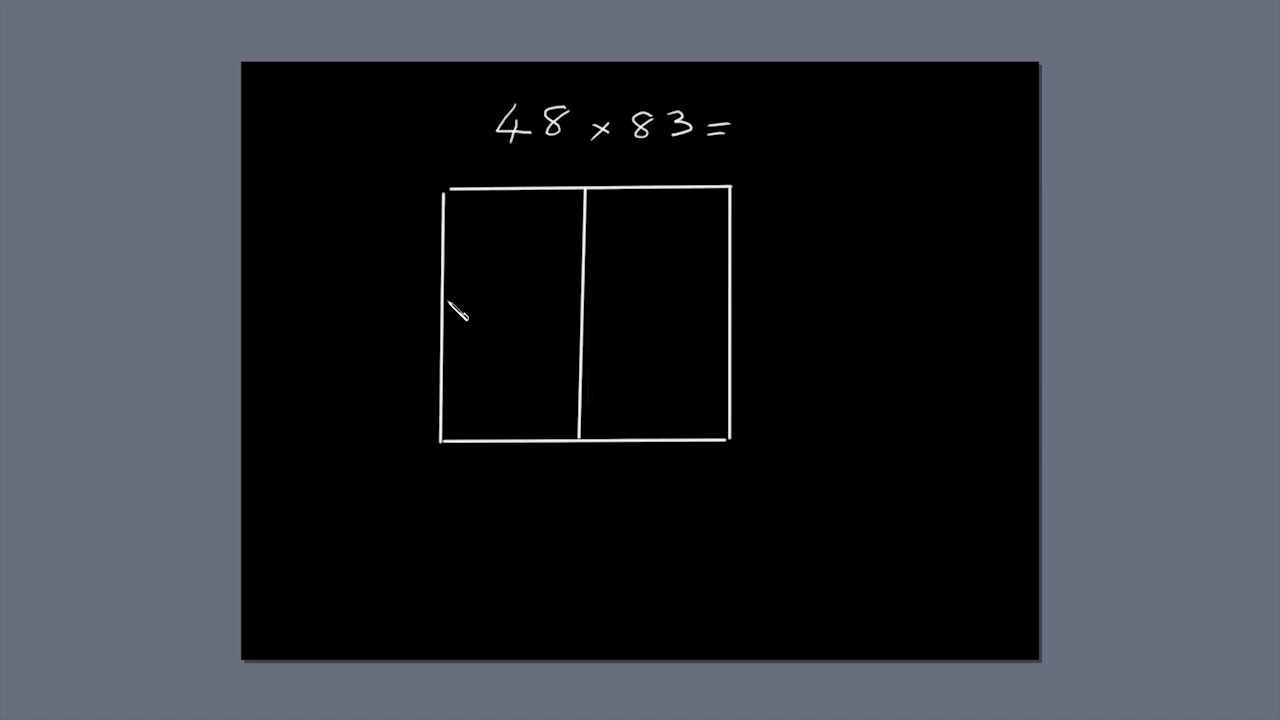 48 × 83 =